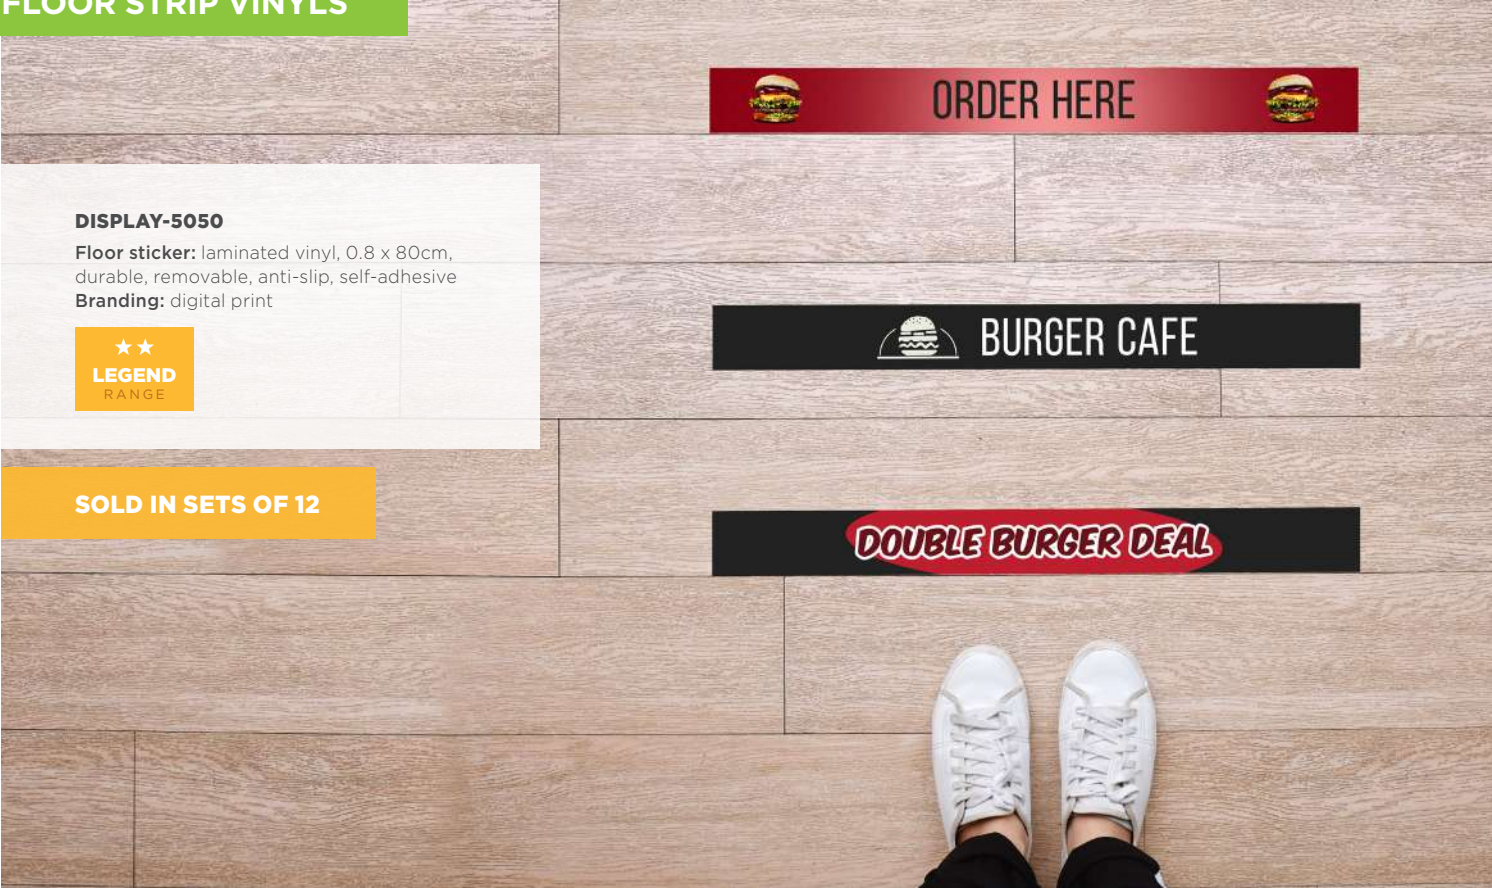 FLOOR STRIP VINYLS
ORDER HERE
DISPLAY-5050
Floor sticker: laminated vinyl, 0.8 x 80cm,
durable, removable, anti-slip, self-adhesive
Branding: digital print
LEGEND
RANGE
BURGER CAFE
SOLD IN SETS OF 12
DOUBLE BURGER DEAL